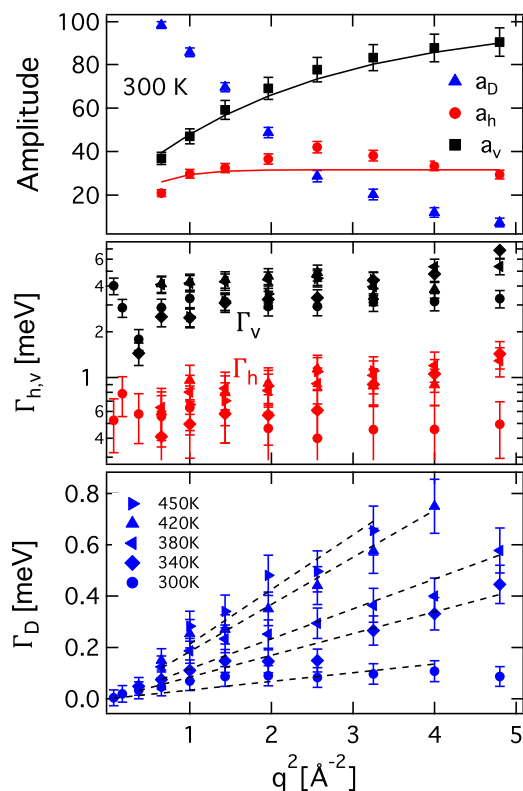 100
80
60
40
20
Amplitude
300 K
a_D
a_h
a_v
6
4
2
1
6
4
Γ_h,v [meV]
Γ_v
Γ_h
0.8
0.6
0.4
0.2
0.0
Γ_D [meV]
450K
420K
380K
340K
300K
0 1 2 3 4 5
q² [Å⁻²]